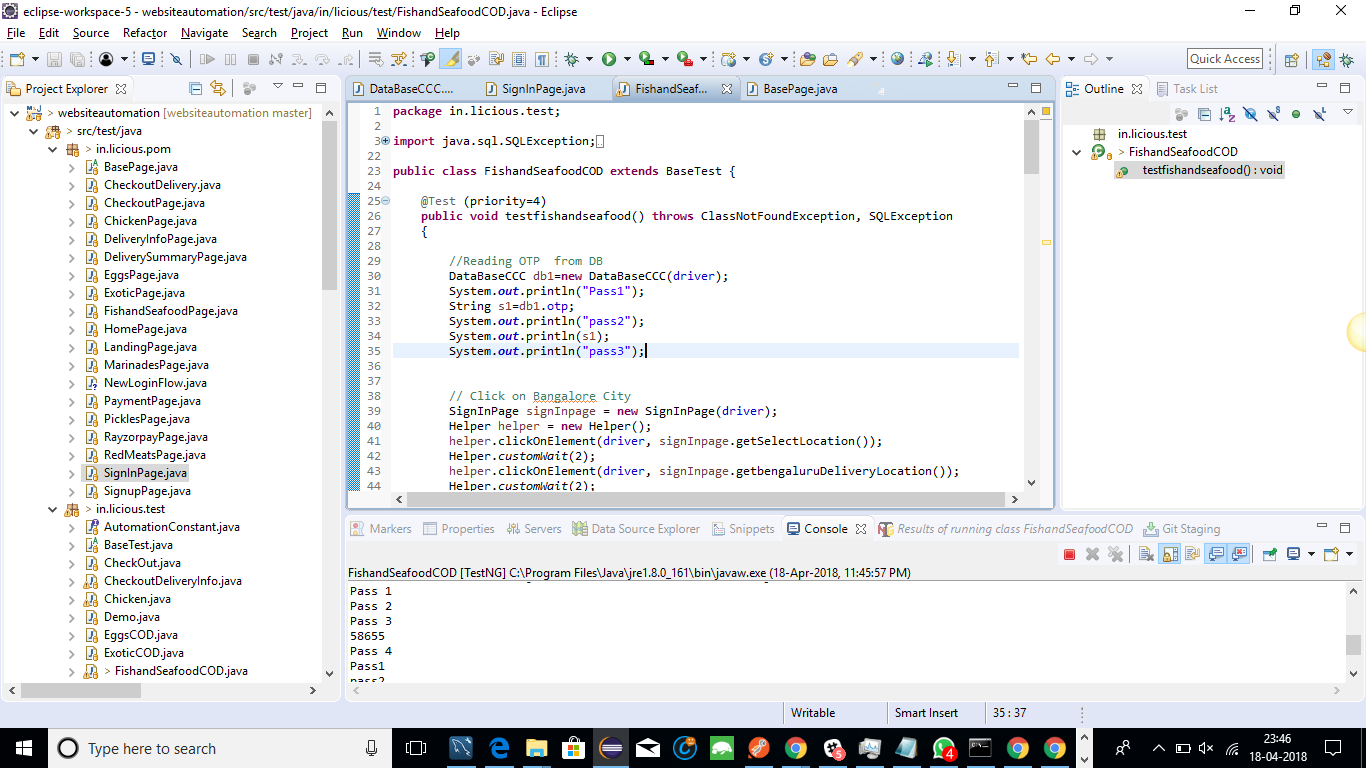 eclipse-workspace-5 - websiteautomation/src/test/java/in/licious/test/FishandSeafoodCOD.java - Eclipse
File Edit Source Refactor Navigate Search Project Run Window Help
Quick Access
Project Explorer
> websiteautomation [websiteautomation master]
> src/test/java
> in.licious.pom
BasePage.java
CheckoutDelivery.java
CheckoutPage.java
ChickenPage.java
DeliveryInfoPage.java
DeliverySummaryPage.java
EggsPage.java
ExoticPage.java
FishandSeafoodPage.java
HomePage.java
LandingPage.java
MarinadesPage.java
NewLoginFlow.java
PaymentPage.java
PicklesPage.java
RayzorpayPage.java
RedMeatsPage.java
SignInPage.java
SignupPage.java
> in.licious.test
AutomationConstant.java
BaseTest.java
CheckOut.java
CheckoutDeliveryInfo.java
Chicken.java
Demo.java
EggsCOD.java
ExoticCOD.java
> FishandSeafoodCOD.java
DataBaseCCC.... SignInPage.java FishandSeaf... BasePage.java
1 package in.licious.test;
2
3 import java.sql.SQLException;
22
23 public class FishandSeafoodCOD extends BaseTest {
24
25 @Test (priority=4)
26 public void testfishandseafood() throws ClassNotFoundException, SQLException
27 {
28
29 //Reading OTP  from DB
30 DataBaseCCC db1=new DataBaseCCC(driver);
31 System.out.println("Pass1");
32 String s1=db1.otp;
33 System.out.println("pass2");
34 System.out.println(s1);
35 System.out.println("pass3");
36
37
38 // Click on Bangalore City
39 SignInPage signInpage = new SignInPage(driver);
40 Helper helper = new Helper();
41 helper.clickOnElement(driver, signInpage.getSelectLocation());
42 Helper.customWait(2);
43 helper.clickOnElement(driver, signInpage.getbengaluruDeliveryLocation());
44 Helper.customWait(2);
Outline Task List
in.licious.test
> FishandSeafoodCOD
testfishandseafood() : void
Markers Properties Servers Data Source Explorer Snippets Console Results of running class FishandSeafoodCOD Git Staging
FishandSeafoodCOD [TestNG] C:\Program Files\Java\jre1.8.0_161\bin\javaw.exe (18-Apr-2018, 11:45:57 PM)
Pass 1
Pass 2
Pass 3
58655
Pass 4
Pass1
pass2
Writable Smart Insert 35 : 37
Type here to search
4
23:46
18-04-2018